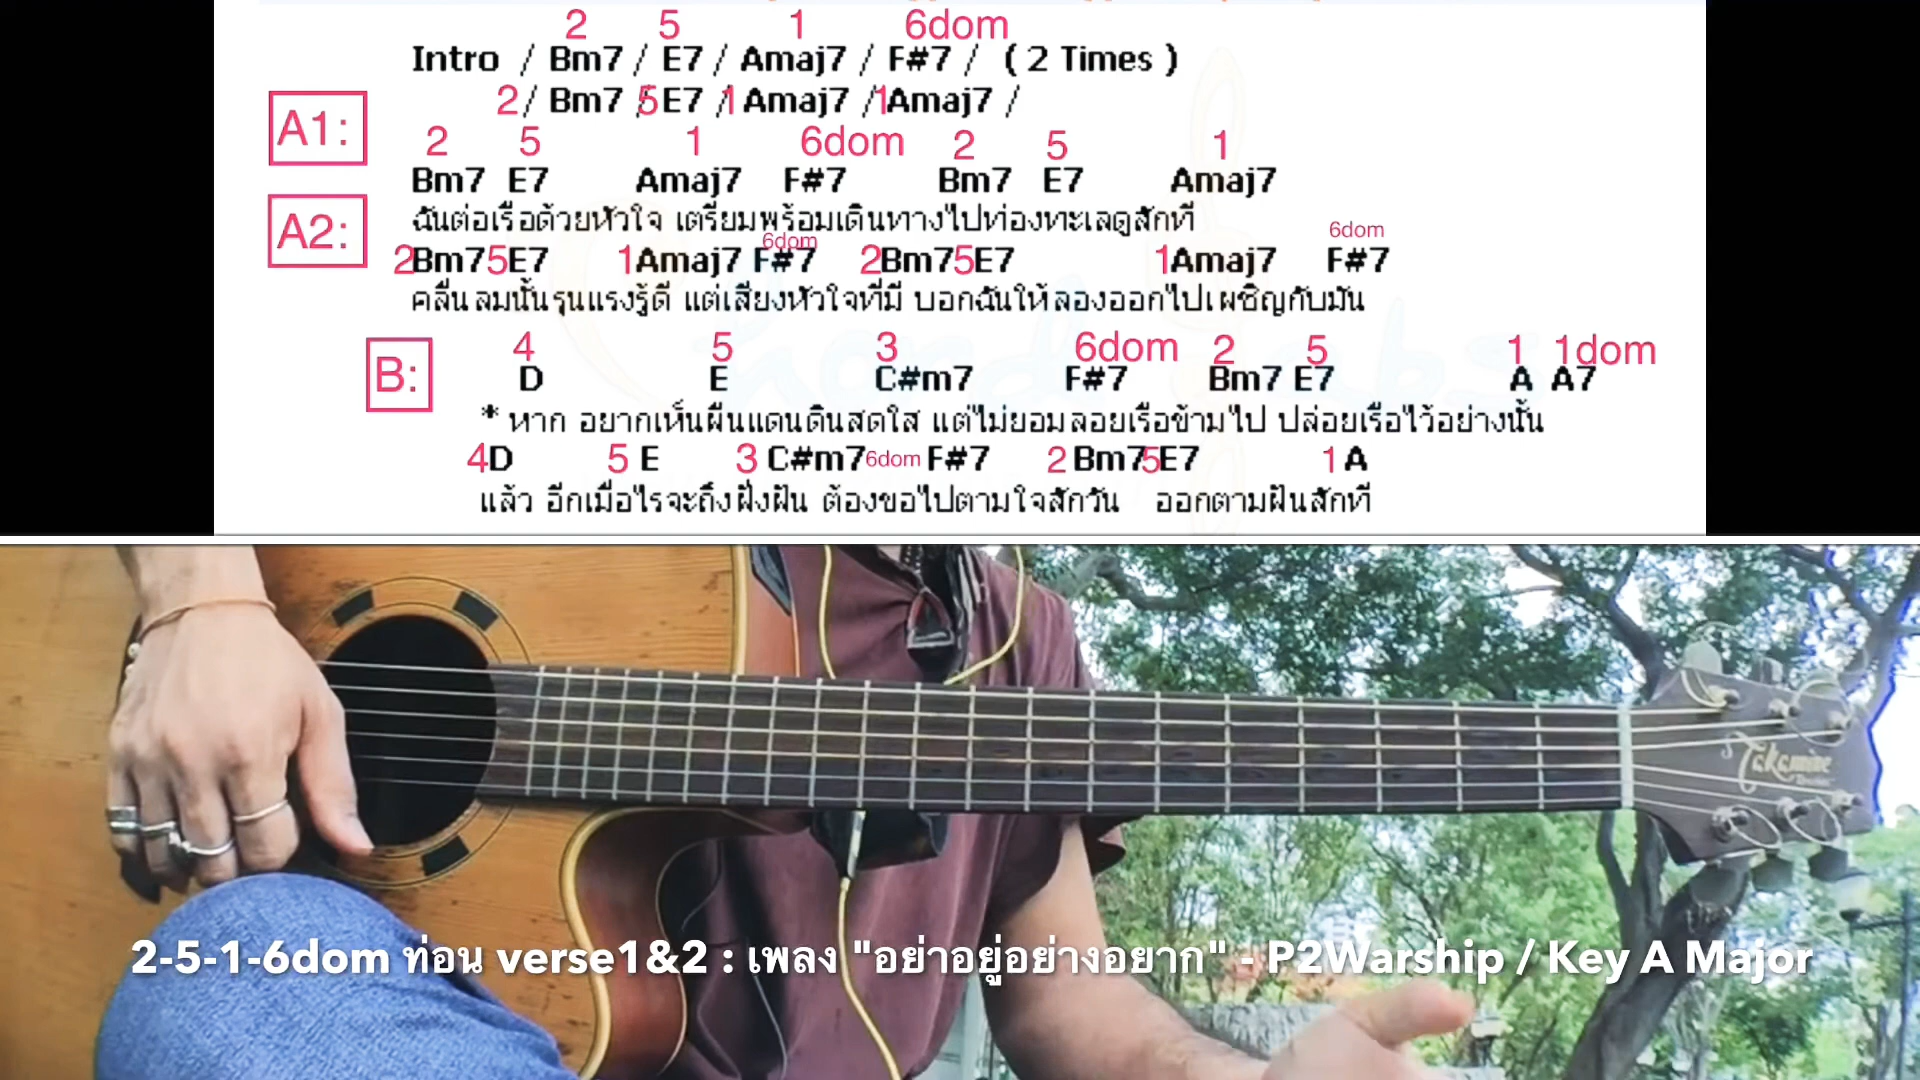 2 5 1 6dom
Intro / Bm7 / E7 / Amaj7 / F#7 / ( 2 Times )
2/ Bm7 /5 E7 /1 Amaj7 /1Amaj7 /
A1:
2 5 1 6dom 2 5 1
Bm7 E7 Amaj7 F#7 Bm7 E7 Amaj7
ฉันต่อเรือด้วยหัวใจ เตรียมพร้อมเดินทางไปท่องทะเลดูสักที
A2:
6dom 6dom
2Bm7 5E7 1Amaj7 F#7 2Bm7 5E7 1Amaj7 F#7
คลื่นลมนั้นรุนแรงรู้ดี แต่เสียงหัวใจที่มี บอกฉันให้ลองออกไปเผชิญกับมัน
B:
4 5 3 6dom 2 5 1 1dom
D E C#m7 F#7 Bm7 E7 A A7
* หาก อยากเห็นผืนแดนดินสดใส แต่ไม่ยอมลอยเรือข้ามไป ปล่อยเรือไว้อย่างนั้น
4D 5 E 3 C#m7 6dom F#7 2 Bm7 5E7 1 A
แล้ว อีกเมื่อไรจะถึงฝั่งฝัน ต้องขอไปตามใจสักวัน ออกตามฝันสักที
Takamine
2-5-1-6dom ท่อน verse1&2 : เพลง "อย่าอยู่อย่างอยาก" - P2Warship / Key A Major